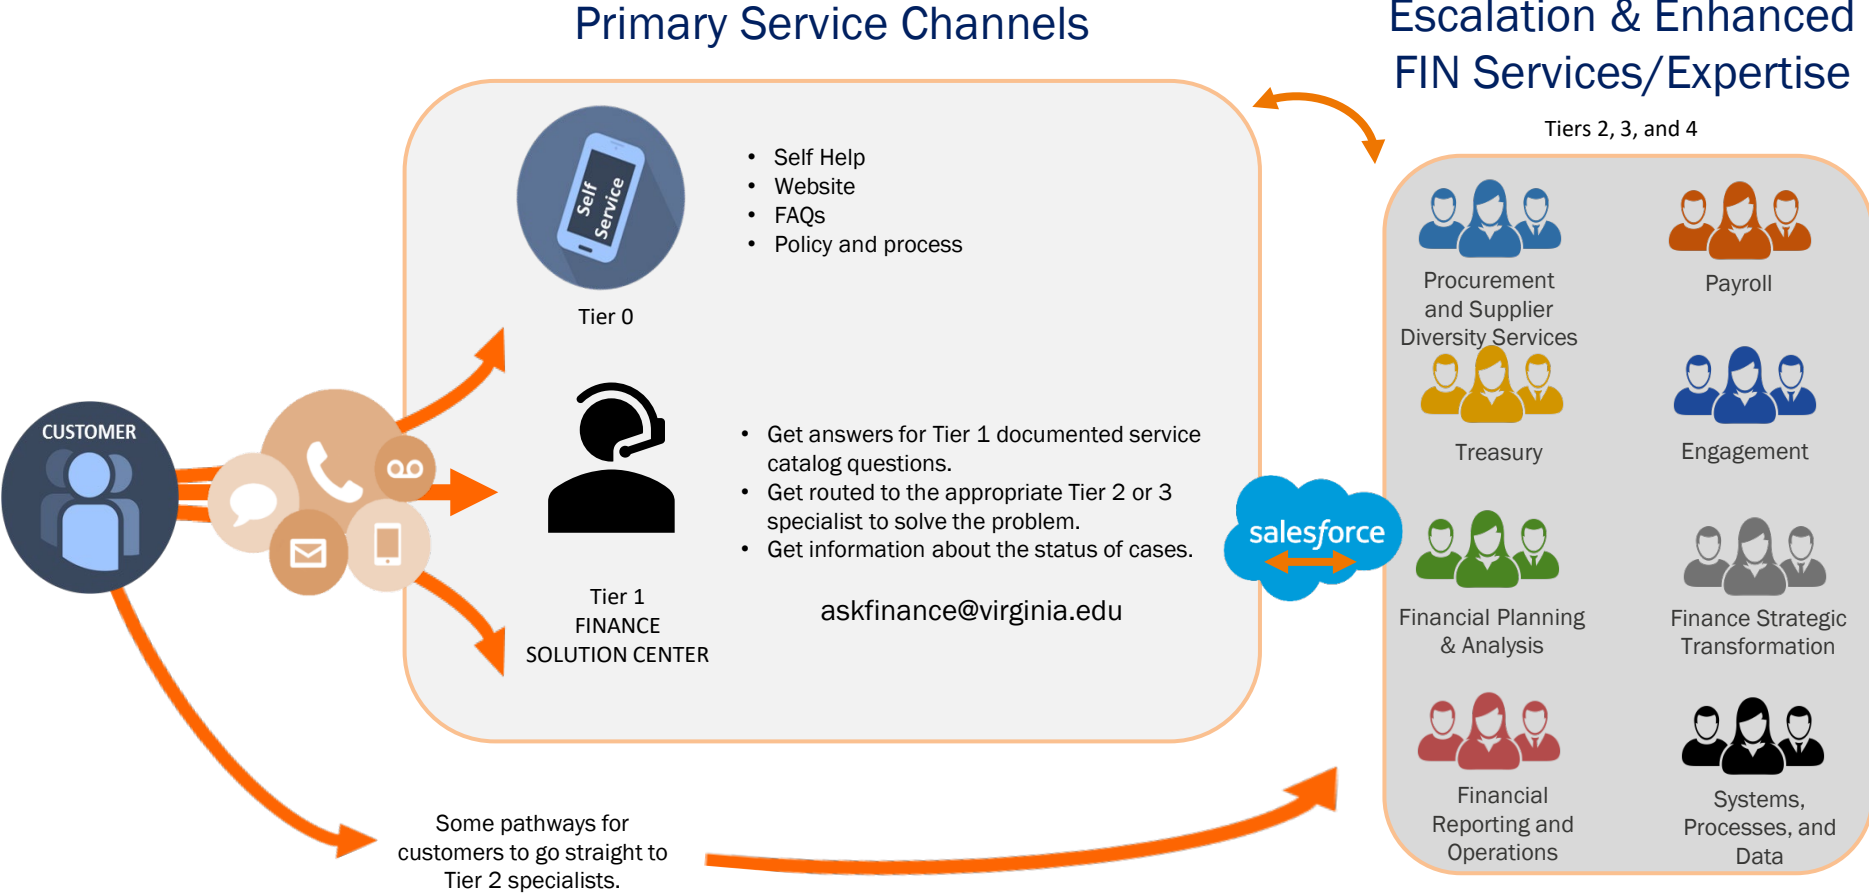 Primary Service Channels
Escalation & Enhanced
FIN Services/Expertise
Tiers 2, 3, and 4
Self
Service
• Self Help
• Website
• FAQs
• Policy and process
Tier 0
CUSTOMER
• Get answers for Tier 1 documented service
catalog questions.
• Get routed to the appropriate Tier 2 or 3
specialist to solve the problem.
• Get information about the status of cases.
Tier 1
FINANCE
SOLUTION CENTER
askfinance@virginia.edu
salesforce
Procurement
and Supplier
Diversity Services
Payroll
Treasury
Engagement
Financial Planning
& Analysis
Finance Strategic
Transformation
Financial
Reporting and
Operations
Systems,
Processes, and
Data
Some pathways for
customers to go straight to
Tier 2 specialists.